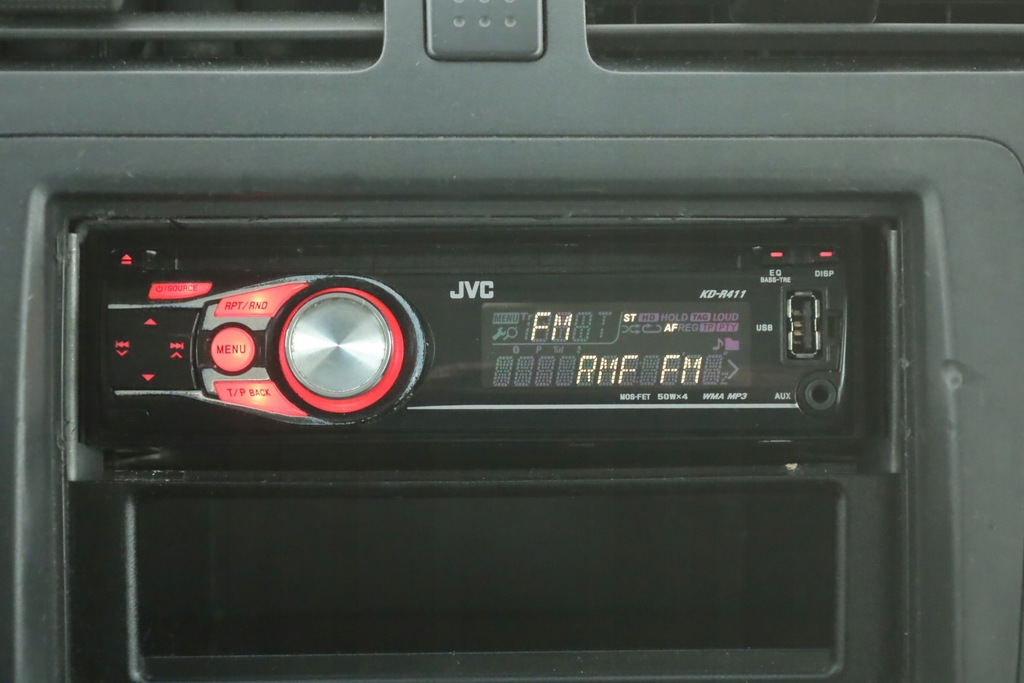 JVC
KD-R411
EQ
BASS-TRE
DISP
⏻/SOURCE
RPT/RND
MENU
T/P BACK
MENU
FM
ST HD HOLD TAG LOUD
AF REG TP PTY
RMF FM
USB
AUX
MOS-FET 50W×4 WMA MP3